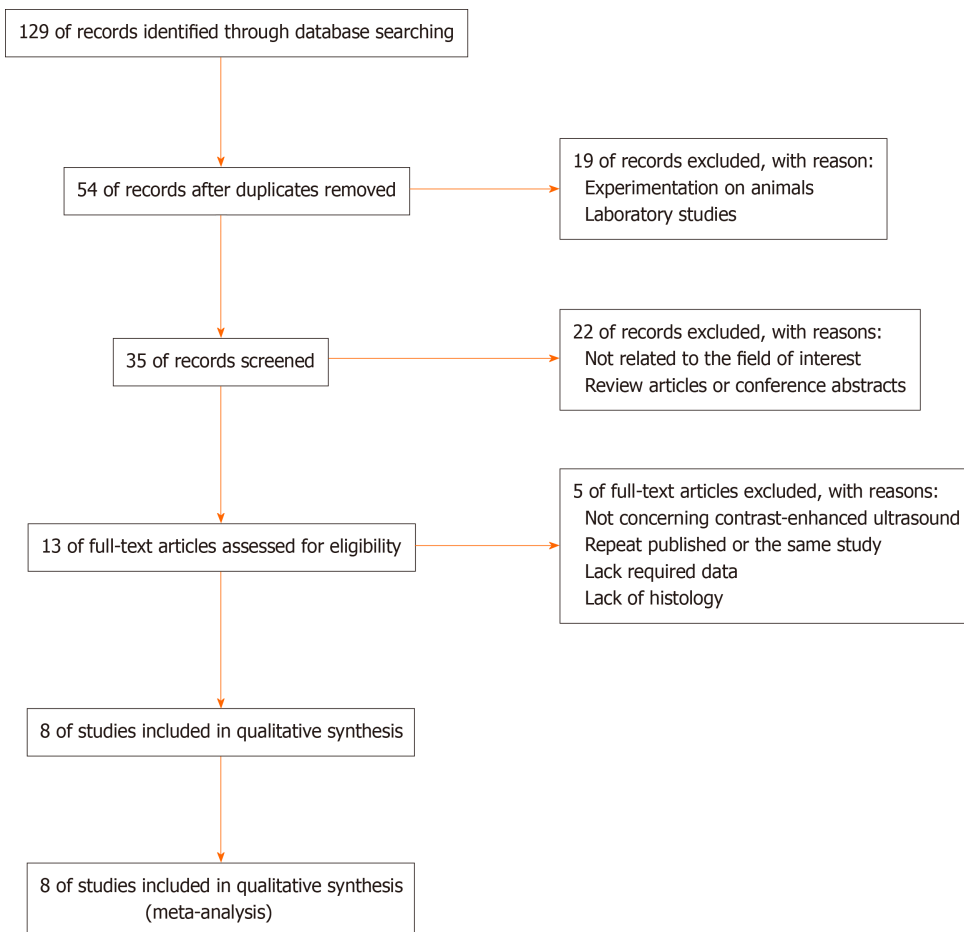 129 of records identified through database searching
54 of records after duplicates removed
19 of records excluded, with reason:
Experimentation on animals
Laboratory studies
35 of records screened
22 of records excluded, with reasons:
Not related to the field of interest
Review articles or conference abstracts
13 of full-text articles assessed for eligibility
5 of full-text articles excluded, with reasons:
Not concerning contrast-enhanced ultrasound
Repeat published or the same study
Lack required data
Lack of histology
8 of studies included in qualitative synthesis
8 of studies included in qualitative synthesis
(meta-analysis)